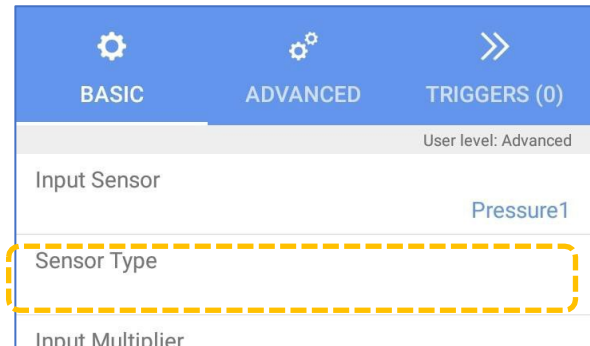 BASIC
ADVANCED
TRIGGERS (0)
User level: Advanced
Input Sensor
Pressure1
Sensor Type
Input Multiplier